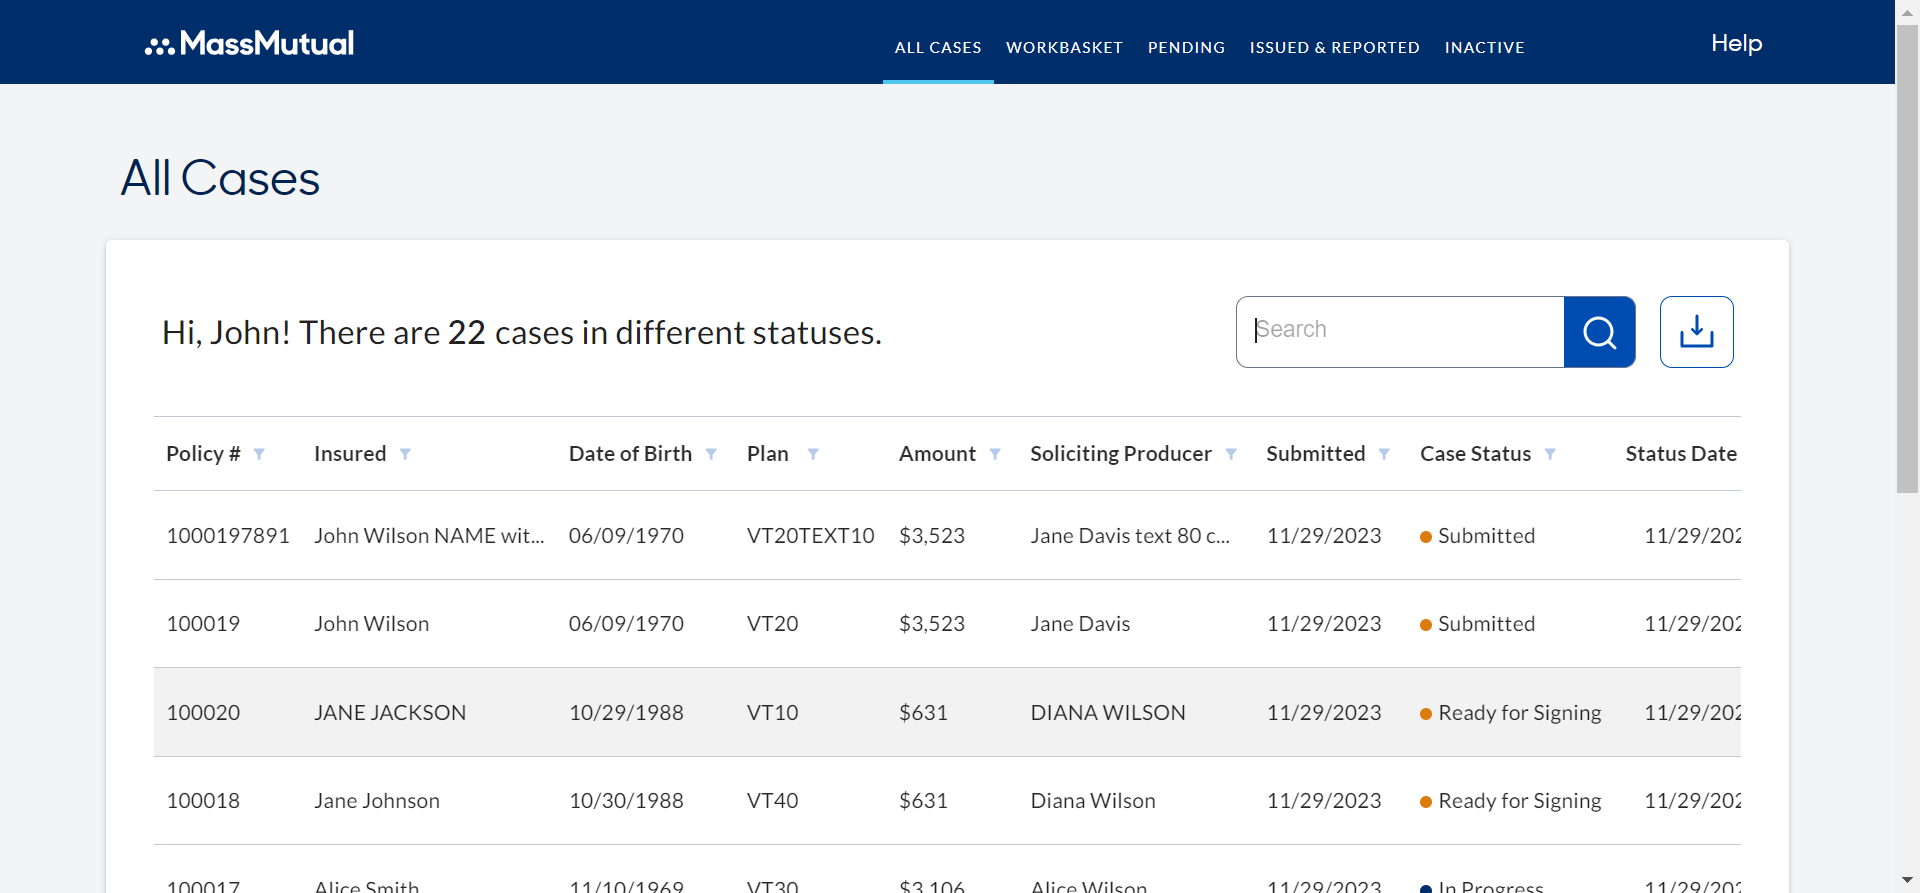 MassMutual
ALL CASES WORKBASKET PENDING ISSUED & REPORTED INACTIVE
Help
All Cases
Hi, John! There are 22 cases in different statuses.
Search
Policy # Insured Date of Birth Plan Amount Soliciting Producer Submitted Case Status Status Date
1000197891 John Wilson NAME wit... 06/09/1970 VT20TEXT10 $3,523 Jane Davis text 80 c... 11/29/2023 Submitted 11/29/202
100019 John Wilson 06/09/1970 VT20 $3,523 Jane Davis 11/29/2023 Submitted 11/29/202
100020 JANE JACKSON 10/29/1988 VT10 $631 DIANA WILSON 11/29/2023 Ready for Signing 11/29/202
100018 Jane Johnson 10/30/1988 VT40 $631 Diana Wilson 11/29/2023 Ready for Signing 11/29/202
100017 Alice Smith 11/10/1969 VT30 $3,106 Alice Wilson 11/29/2023 In Progress 11/29/202